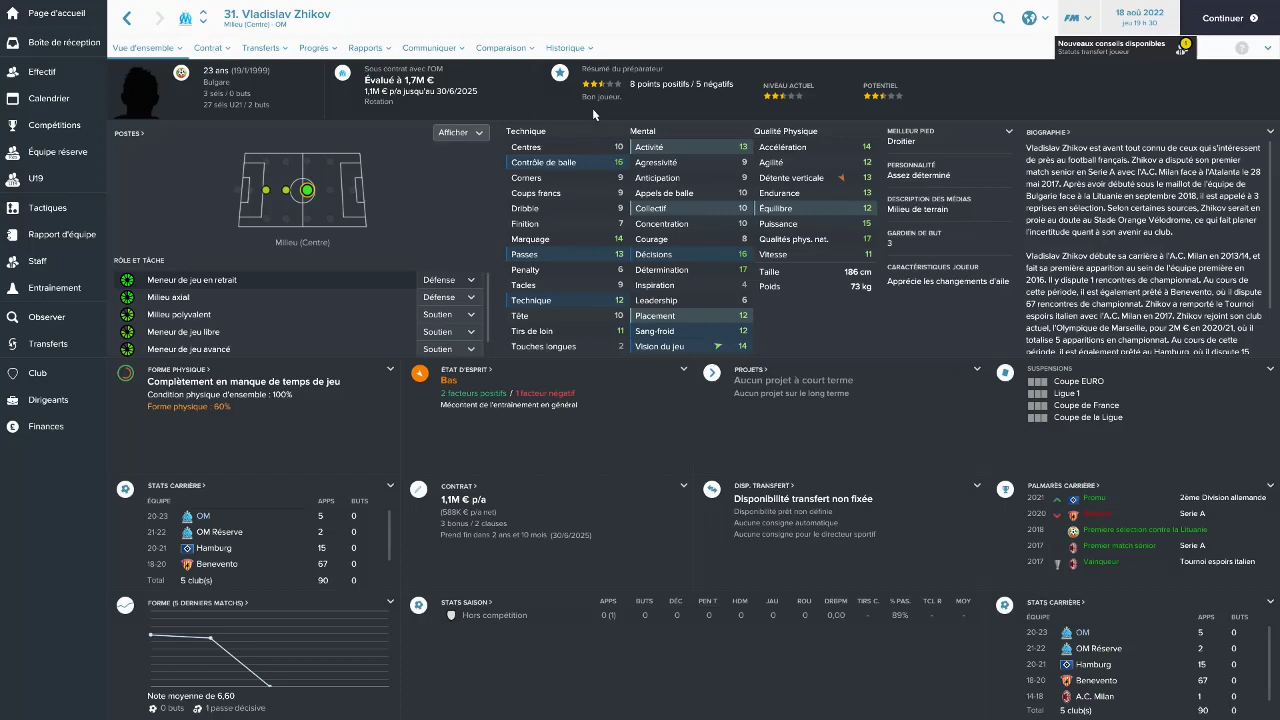 Page d'accueil
Boîte de réception
Effectif
Calendrier
Compétitions
Équipe réserve
U19
Tactiques
Rapport d'équipe
Staff
Entraînement
Observer
Transferts
Club
Dirigeants
Finances
31. Vladislav Zhikov
Milieu (Centre) - OM
FM
18 aoû 2022
jeu 19 h 30
Continuer
Vue d'ensemble
Contrat
Transferts
Progrès
Rapports
Communiquer
Comparaison
Historique
Nouveaux conseils disponibles
Statuts transfert joueur
23 ans (19/1/1999)
Bulgare
3 séls / 0 buts
27 séls U21 / 2 buts
Sous contrat avec l'OM
Évalué à 1,7M €
1,1M € p/a jusqu'au 30/6/2025
Rotation
Résumé du préparateur
8 points positifs / 5 négatifs
Bon joueur.
NIVEAU ACTUEL
POTENTIEL
POSTES >
Afficher
Milieu (Centre)
RÔLE ET TÂCHE
Meneur de jeu en retrait Défense
Milieu axial Défense
Milieu polyvalent Soutien
Meneur de jeu libre Soutien
Meneur de jeu avancé Soutien
Technique
Centres 10
Contrôle de balle 16
Corners 9
Coups francs 9
Dribble 9
Finition 7
Marquage 14
Passes 13
Penalty 6
Tacles 9
Technique 12
Tête 10
Tirs de loin 11
Touches longues 2
Mental
Activité 13
Agressivité 9
Anticipation 9
Appels de balle 10
Collectif 10
Concentration 10
Courage 8
Décisions 16
Détermination 17
Inspiration 4
Leadership 6
Placement 12
Sang-froid 12
Vision du jeu 14
Qualité Physique
Accélération 14
Agilité 12
Détente verticale 13
Endurance 13
Équilibre 12
Puissance 15
Qualités phys. nat. 17
Vitesse 11
Taille 186 cm
Poids 73 kg
MEILLEUR PIED
Droitier
PERSONNALITÉ
Assez déterminé
DESCRIPTION DES MÉDIAS
Milieu de terrain
GARDIEN DE BUT
3
CARACTÉRISTIQUES JOUEUR
Apprécie les changements d'aile
BIOGRAPHIE >
Vladislav Zhikov est avant tout connu de ceux qui s'intéressent
de près au football français. Zhikov a disputé son premier
match senior en Serie A avec l'A.C. Milan face à l'Atalante le 28
mai 2017. Après avoir débuté sous le maillot de l'équipe de
Bulgarie face à la Lituanie en septembre 2018, il est appelé à 3
reprises en sélection. Selon certaines sources, Zhikov serait en
proie au doute au Stade Orange Vélodrome, ce qui fait planer
l'incertitude quant à son avenir au club.
Vladislav Zhikov débute sa carrière à l'A.C. Milan en 2013/14, et
fait sa première apparition au sein de l'équipe première en
2016. Il y dispute 1 rencontres de championnat. Au cours de
cette période, il est également prêté à Benevento, où il dispute
67 rencontres de championnat. Zhikov a remporté le Tournoi
espoirs italien avec l'A.C. Milan en 2017. Zhikov rejoint son club
actuel, l'Olympique de Marseille, pour 2M € en 2020/21, où il
totalise 5 apparitions en championnat. Au cours de cette
période, il est également prêté au Hamburg, où il dispute 15
FORME PHYSIQUE >
Complètement en manque de temps de jeu
Condition physique d'ensemble : 100%
Forme physique : 60%
ÉTAT D'ESPRIT >
Bas
2 facteurs positifs / 1 facteur négatif
Mécontent de l'entraînement en général
PROJETS >
Aucun projet à court terme
Aucun projet sur le long terme
SUSPENSIONS
Coupe EURO
Ligue 1
Coupe de France
Coupe de la Ligue
STATS CARRIÈRE >
ÉQUIPE APPS BUTS
20-23 OM 5 0
21-22 OM Réserve 2 0
20-21 Hamburg 15 0
18-20 Benevento 67 0
Total 5 club(s) 90 0
CONTRAT >
1,1M € p/a
(588K € p/a net)
3 bonus / 2 clauses
Prend fin dans 2 ans et 10 mois (30/6/2025)
DISP. TRANSFERT >
Disponibilité transfert non fixée
Disponibilité prêt non définie
Aucune consigne automatique
Aucune consigne pour le directeur sportif
PALMARÈS CARRIÈRE >
2021 Promu 2ème Division allemande
2020 Serie A
2018 Première sélection contre la Lituanie
2017 Premier match sénior Serie A
2017 Vainqueur Tournoi espoirs italien
FORME (5 DERNIERS MATCHS) >
Note moyenne de 6,60
0 buts 1 passe décisive
STATS SAISON > APPS BUTS DÉC PEN T HDM JAU ROU DRBPM TIRS C. % PAS. TCL R MOY
Hors compétition 0 (1) 0 0 0 0 0 0 0,00 - 89% - -
STATS CARRIÈRE >
ÉQUIPE APPS BUTS
20-23 OM 5 0
21-22 OM Réserve 2 0
20-21 Hamburg 15 0
18-20 Benevento 67 0
14-18 A.C. Milan 1 0
Total 5 club(s) 90 0